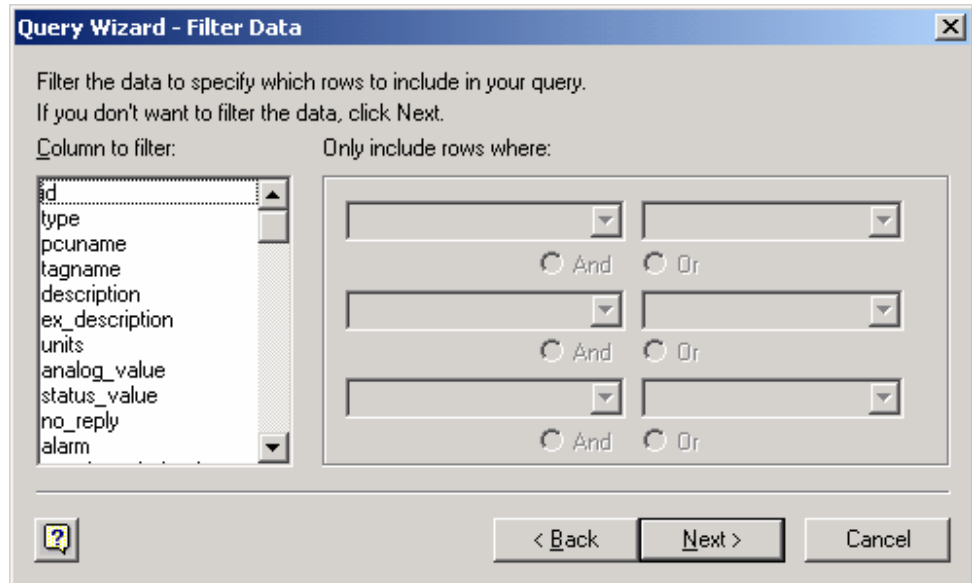 Query Wizard - Filter Data
Filter the data to specify which rows to include in your query.
If you don't want to filter the data, click Next.
Column to filter:
Only include rows where:
id
type
pcuname
tagname
description
ex_description
units
analog_value
status_value
no_reply
alarm
And Or
And Or
And Or
< Back
Next >
Cancel